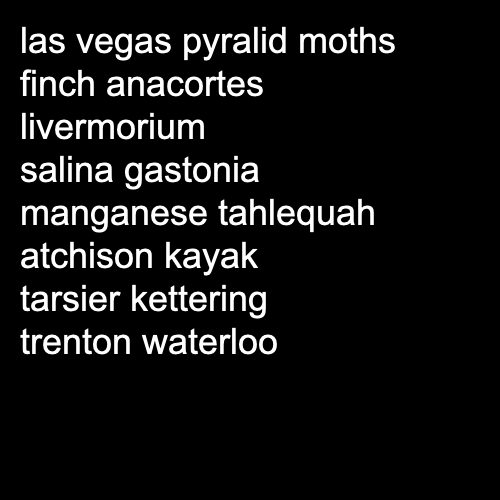 las vegas pyralid moths
finch anacortes
livermorium
salina gastonia
manganese tahlequah
atchison kayak
tarsier kettering
trenton waterloo